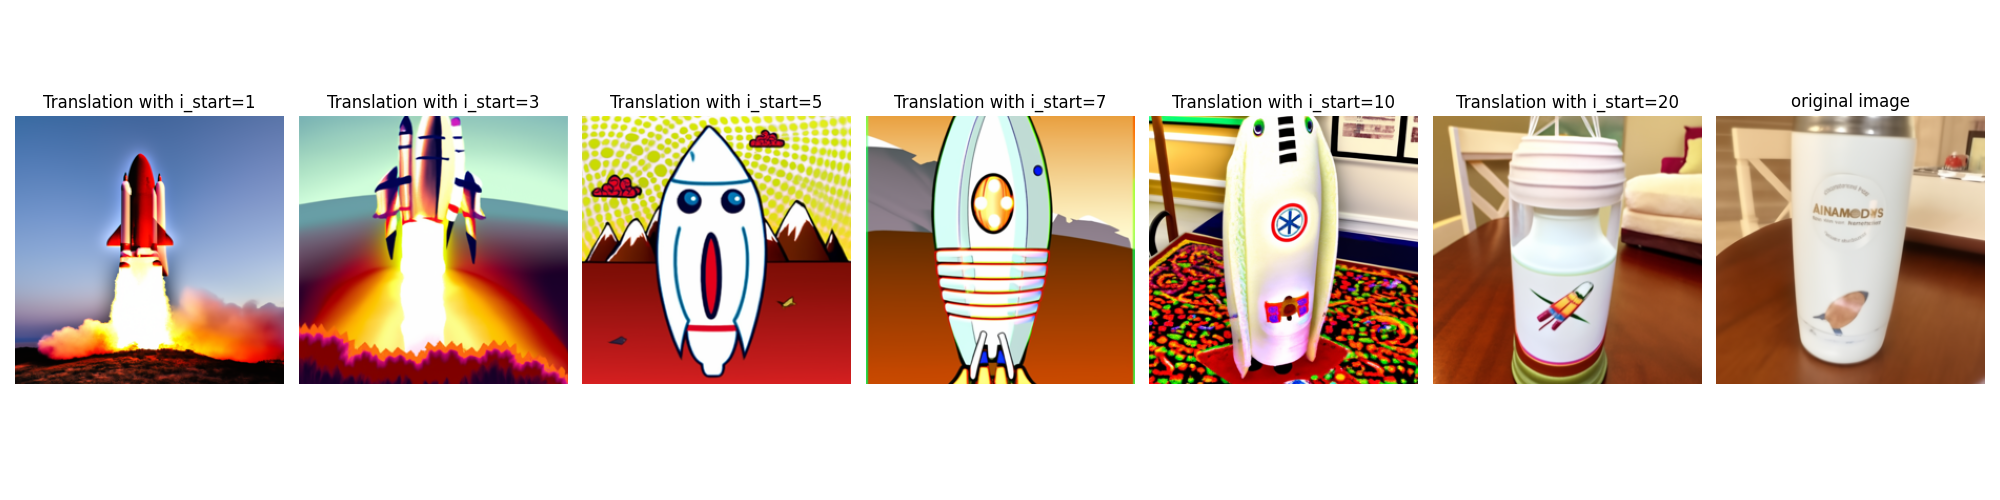 Translation with i_start=1
Translation with i_start=3
Translation with i_start=5
Translation with i_start=7
Translation with i_start=10
Translation with i_start=20
original image